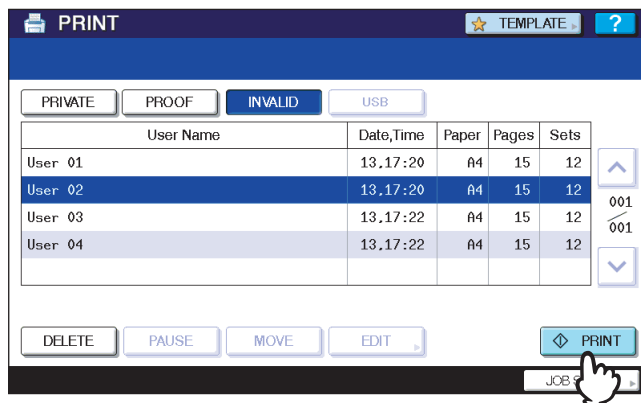 PRINT TEMPLATE ?
PRIVATE PROOF INVALID USB
User Name Date,Time Paper Pages Sets
User 01 13,17:20 A4 15 12
User 02 13,17:20 A4 15 12
User 03 13,17:22 A4 15 12
User 04 13,17:22 A4 15 12
001
001
DELETE PAUSE MOVE EDIT PRINT
JOB